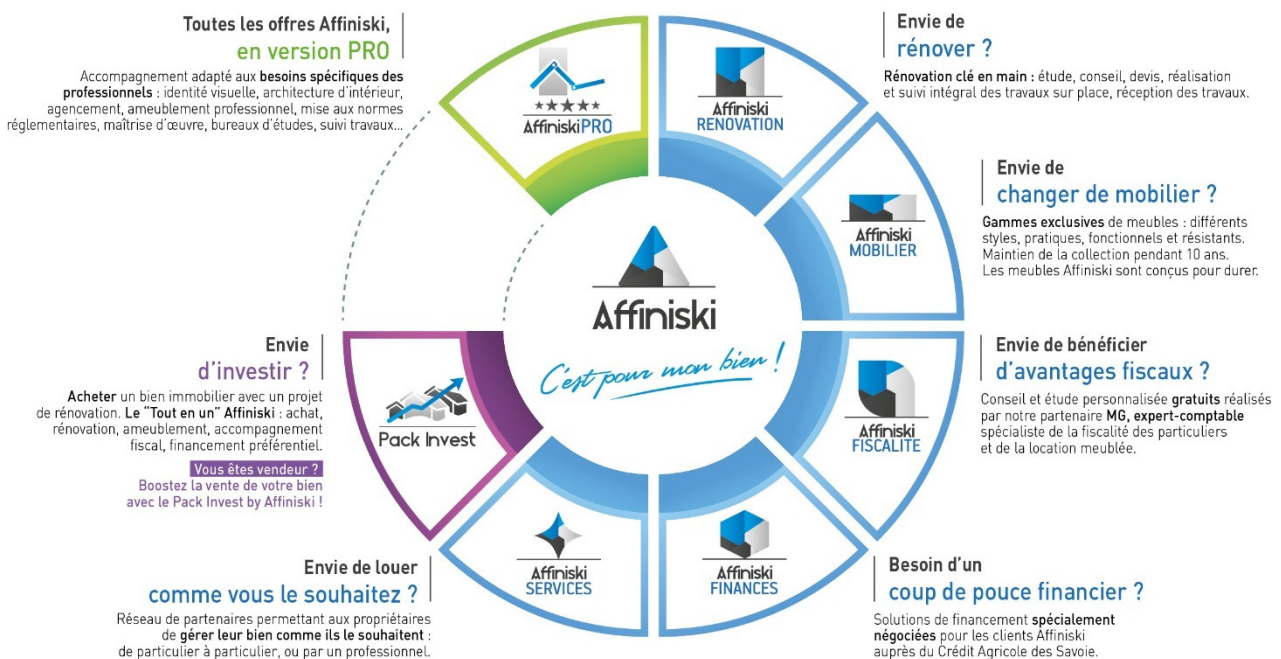 Toutes les offres Affiniski,
en version PRO
Accompagnement adapté aux besoins spécifiques des
professionnels : identité visuelle, architecture d'intérieur,
agencement, ameublement professionnel, mise aux normes
réglementaires, maîtrise d'œuvre, bureaux d'études, suivi travaux...
Affiniski PRO
Affiniski
RENOVATION
Envie de
rénover ?
Rénovation clé en main : étude, conseil, devis, réalisation
et suivi intégral des travaux sur place, réception des travaux.
Affiniski
MOBILIER
Envie de
changer de mobilier ?
Gammes exclusives de meubles : différents
styles, pratiques, fonctionnels et résistants.
Maintien de la collection pendant 10 ans.
Les meubles Affiniski sont conçus pour durer.
Affiniski
C'est pour mon bien !
Envie
d'investir ?
Acheter un bien immobilier avec un projet
de rénovation. Le "Tout en un" Affiniski : achat,
rénovation, ameublement, accompagnement
fiscal, financement préférentiel.
Vous êtes vendeur ?
Boostez la vente de votre bien
avec le Pack Invest by Affiniski !
Pack Invest
Affiniski
FISCALITE
Envie de bénéficier
d'avantages fiscaux ?
Conseil et étude personnalisée gratuits réalisés
par notre partenaire MG, expert-comptable
spécialiste de la fiscalité des particuliers
et de la location meublée.
Envie de louer
comme vous le souhaitez ?
Réseau de partenaires permettant aux propriétaires
de gérer leur bien comme ils le souhaitent :
de particulier à particulier, ou par un professionnel.
Affiniski
SERVICES
Affiniski
FINANCES
Besoin d'un
coup de pouce financier ?
Solutions de financement spécialement
négociées pour les clients Affiniski
auprès du Crédit Agricole des Savoie.